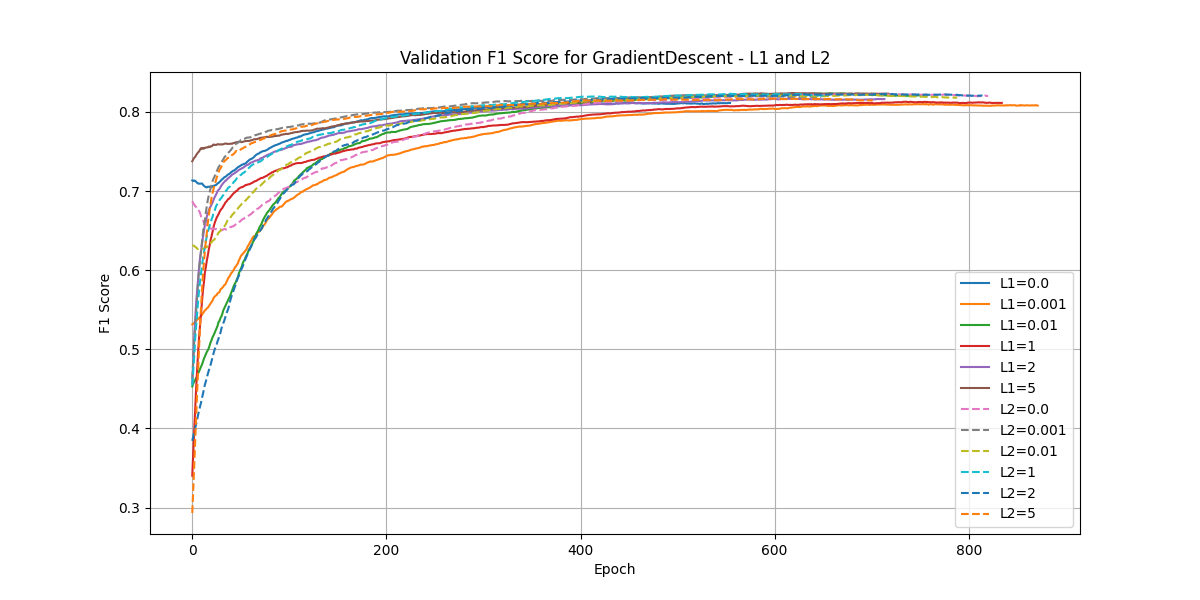 Validation F1 Score for GradientDescent - L1 and L2
F1 Score
0.8
0.7
0.6
0.5
0.4
0.3
0
200
400
600
800
Epoch
L1=0.0
L1=0.001
L1=0.01
L1=1
L1=2
L1=5
L2=0.0
L2=0.001
L2=0.01
L2=1
L2=2
L2=5